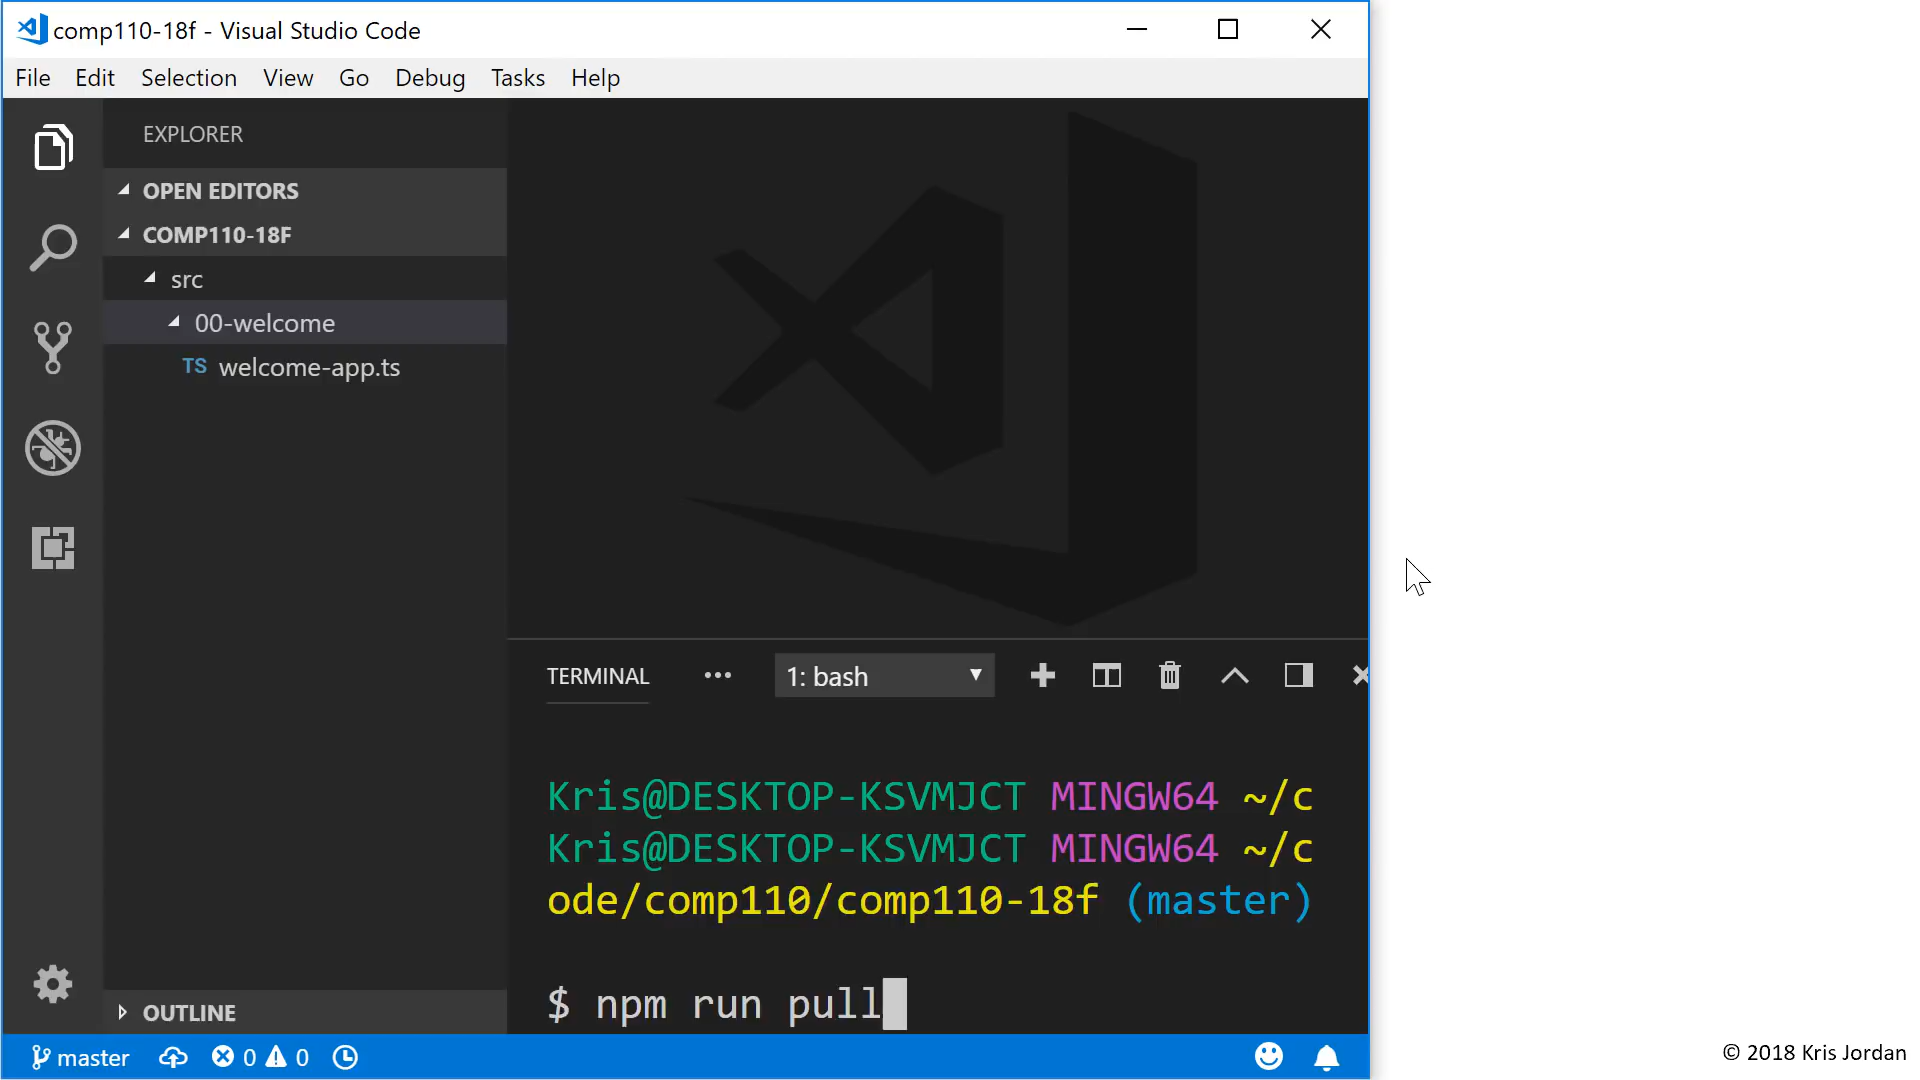 comp110-18f - Visual Studio Code
File Edit Selection View Go Debug Tasks Help
EXPLORER
OPEN EDITORS
COMP110-18F
src
00-welcome
TS welcome-app.ts
TERMINAL ... 1: bash
Kris@DESKTOP-KSVMJCT MINGW64 ~/c
Kris@DESKTOP-KSVMJCT MINGW64 ~/c
ode/comp110/comp110-18f (master)
$ npm run pull
OUTLINE
master 0 0
© 2018 Kris Jordan